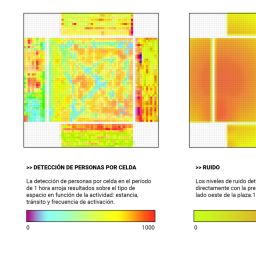 >> DETECCIÓN DE PERSONAS POR CELDA
La detección de personas por celda en el período
de 1 hora arroja resultados sobre el tipo de
espacio en función de la actividad: estancia,
tránsito y frecuencia de activación.
0 1000
>> RUIDO
Los niveles de ruido det
directamente con la pre
lado oeste de la plaza.1
0